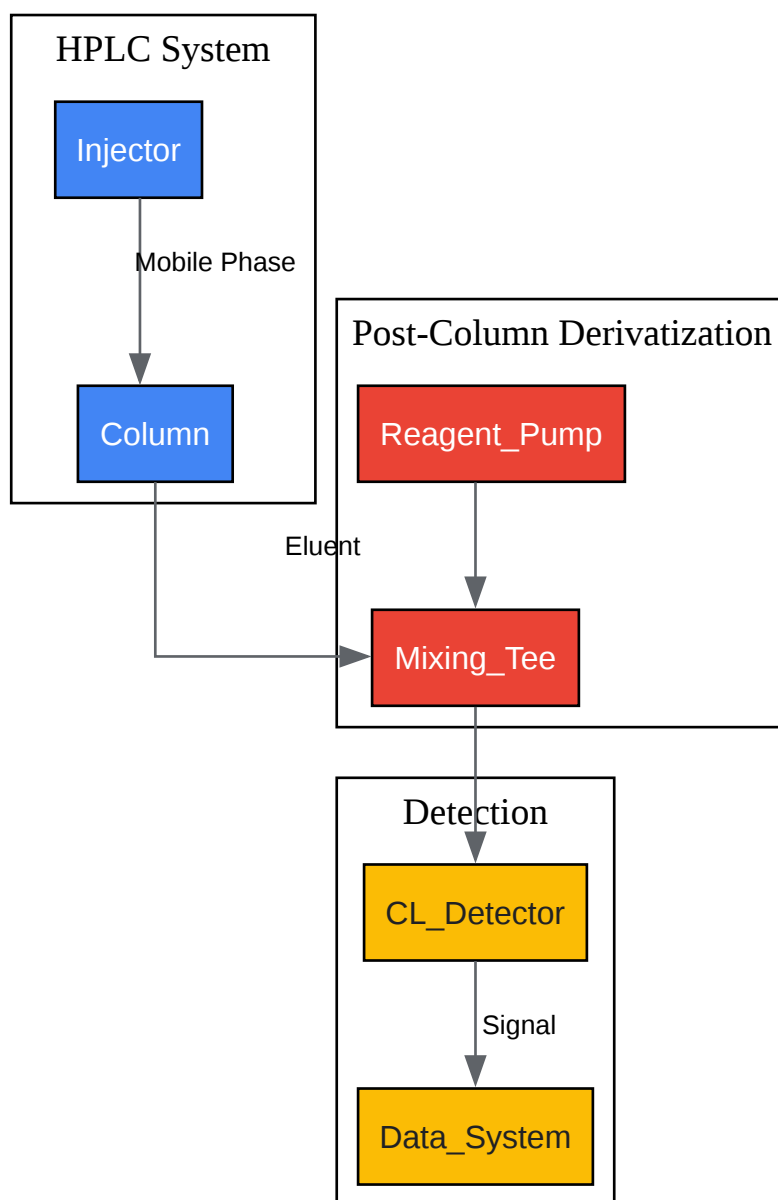 HPLC System
Injector
Mobile Phase
Column
Post-Column Derivatization
Reagent_Pump
Eluent
Mixing_Tee
Detection
CL_Detector
Signal
Data_System